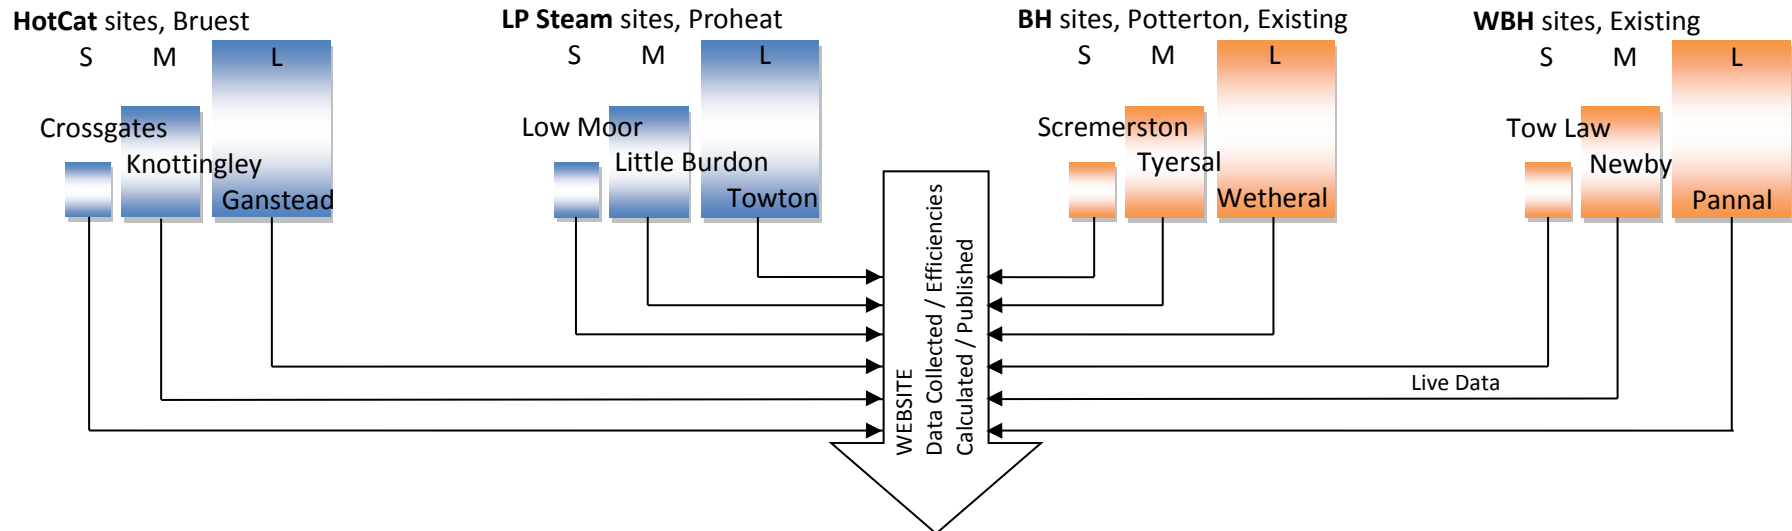 HotCat sites, Bruest
S M L
Crossgates
Knottingley
Ganstead
LP Steam sites, Proheat
S M L
Low Moor
Little Burdon
Towton
BH sites, Potterton, Existing
S M L
Scremerston
Tyersal
Wetheral
WBH sites, Existing
S M L
Tow Law
Newby
Pannal
WEBSITE
Data Collected / Efficiencies
Calculated / Published
Live Data